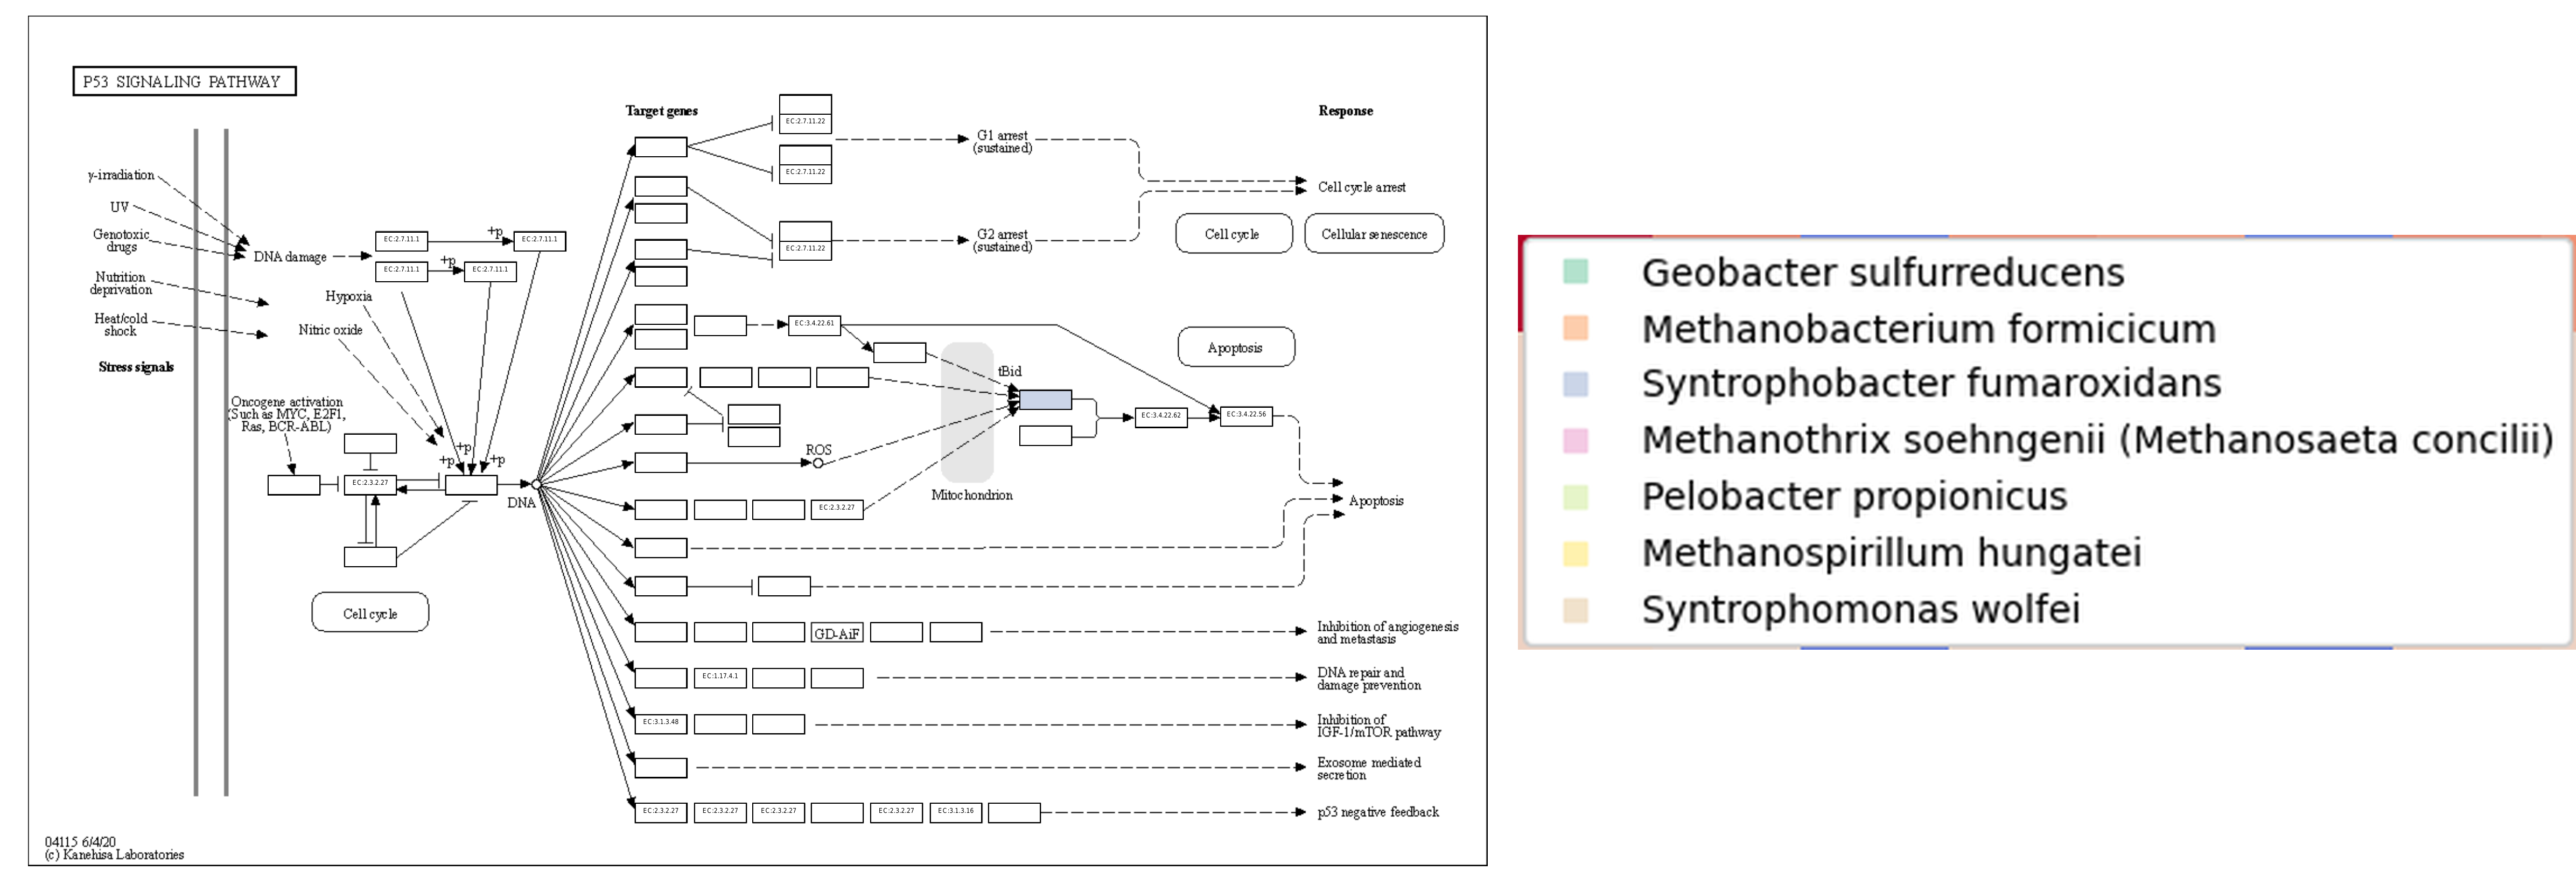 P53 SIGNALING PATHWAY
Target genes
Response
EC:2.7.11.22
EC:2.7.11.22
G1 arrest
(sustained)
γ-irradiation
UV
Genotoxic
drugs
Nutrition
deprivation
Heat/cold
shock
Stress signals
DNA damage
EC:2.7.11.1
+p
EC:2.7.11.1
EC:2.7.11.1
+p
EC:2.7.11.1
Hypoxia
Nitric oxide
EC:2.7.11.22
G2 arrest
(sustained)
Cell cycle arrest
Cell cycle
Cellular senescence
EC:3.4.22.61
Apoptosis
tBid
Oncogene activation
(Such as MYC, E2F1,
Ras, BCR-ABL)
+p
+p
+p
EC:2.3.2.27
DNA
ROS
Mitochondrion
EC:3.4.22.62
EC:3.4.22.56
EC:2.3.2.27
Apoptosis
Cell cycle
GD-AiF
Inhibition of angiogenesis
and metastasis
EC:1.17.4.1
DNA repair and
damage prevention
EC:3.1.3.48
Inhibition of
IGF-1/mTOR pathway
Exosome mediated
secretion
EC:2.3.2.27
EC:2.3.2.27
EC:2.3.2.27
EC:2.3.2.27
EC:3.1.3.16
p53 negative feedback
04115 6/4/20
(c) Kanehisa Laboratories
Geobacter sulfurreducens
Methanobacterium formicicum
Syntrophobacter fumaroxidans
Methanothrix soehngenii (Methanosaeta concilii)
Pelobacter propionicus
Methanospirillum hungatei
Syntrophomonas wolfei